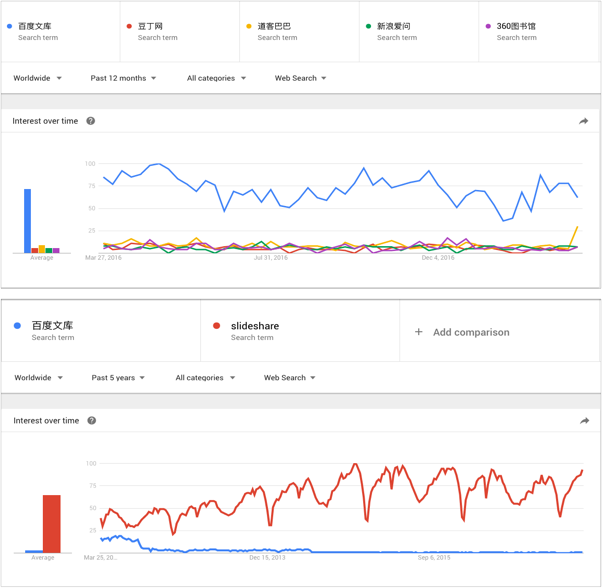 百度文库
Search term
豆丁网
Search term
道客巴巴
Search term
新浪爱问
Search term
360图书馆
Search term
Worldwide
Past 12 months
All categories
Web Search
Interest over time
100
75
50
25
Average
Mar 27, 2016
Jul 31, 2016
Dec 4, 2016
百度文库
Search term
slideshare
Search term
+ Add comparison
Worldwide
Past 5 years
All categories
Web Search
Interest over time
100
75
50
25
Average
Mar 25, 20...
Dec 15, 2013
Sep 6, 2015